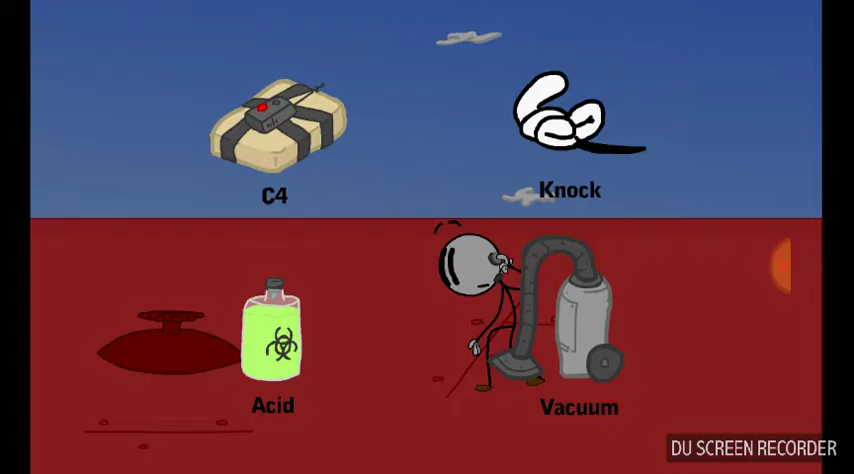 C4
Knock
Acid
Vacuum
DU SCREEN RECORDER